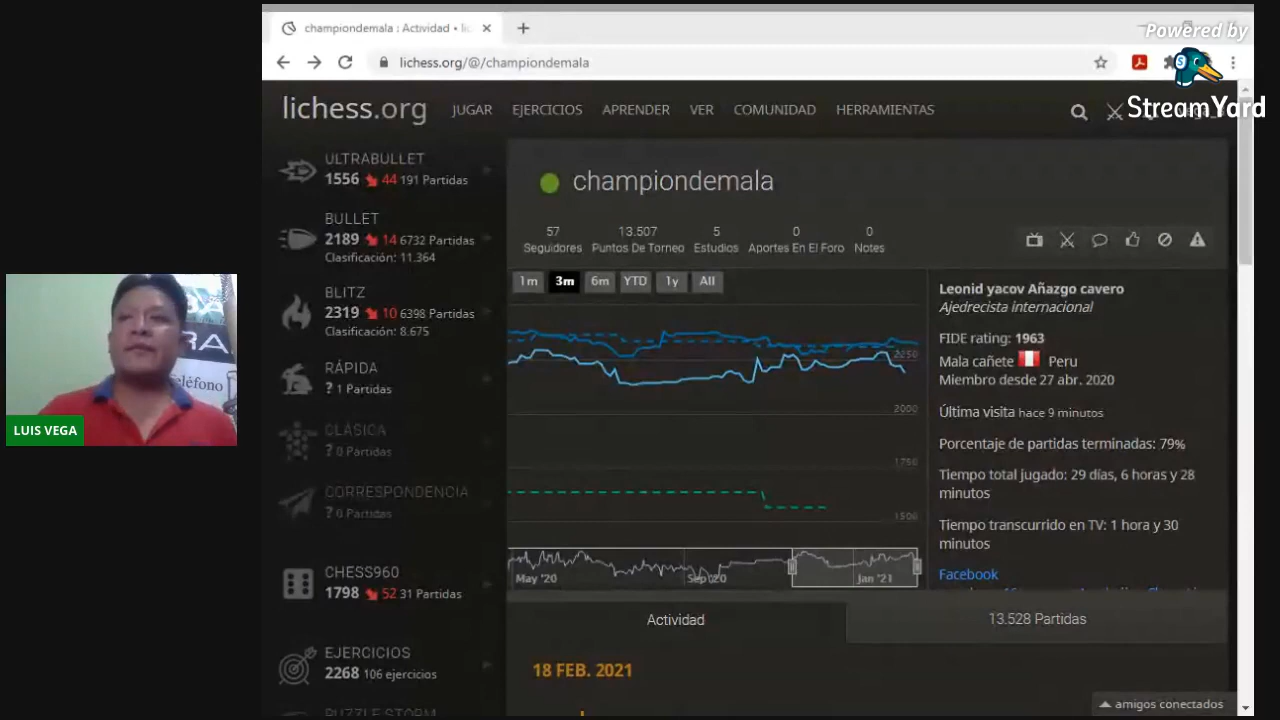 championdemala : Actividad • lic
Powered by
lichess.org/@/championdemala
StreamYard
lichess.org
JUGAR
EJERCICIOS
APRENDER
VER
COMUNIDAD
HERRAMIENTAS
ULTRABULLET
1556 44 191 Partidas
BULLET
2189 14 6732 Partidas
Clasificación: 11.364
BLITZ
2319 10 6398 Partidas
Clasificación: 8.675
RÁPIDA
? 1 Partidas
CLÁSICA
? 0 Partidas
CORRESPONDENCIA
? 0 Partidas
CHESS960
1798 52 31 Partidas
EJERCICIOS
2268 106 ejercicios
PUZZLE STORM
championdemala
57
Seguidores
13.507
Puntos De Torneo
5
Estudios
0
Aportes En El Foro
0
Notes
1m
3m
6m
YTD
1y
All
2250
2000
1750
1500
May '20
Sep '20
Jan '21
Leonid yacov Añazgo cavero
Ajedrecista internacional
FIDE rating: 1963
Mala cañete Peru
Miembro desde 27 abr. 2020
Última visita hace 9 minutos
Porcentaje de partidas terminadas: 79%
Tiempo total jugado: 29 días, 6 horas y 28
minutos
Tiempo transcurrido en TV: 1 hora y 30
minutos
Facebook
Actividad
13.528 Partidas
18 FEB. 2021
amigos conectados
LUIS VEGA
eléfono